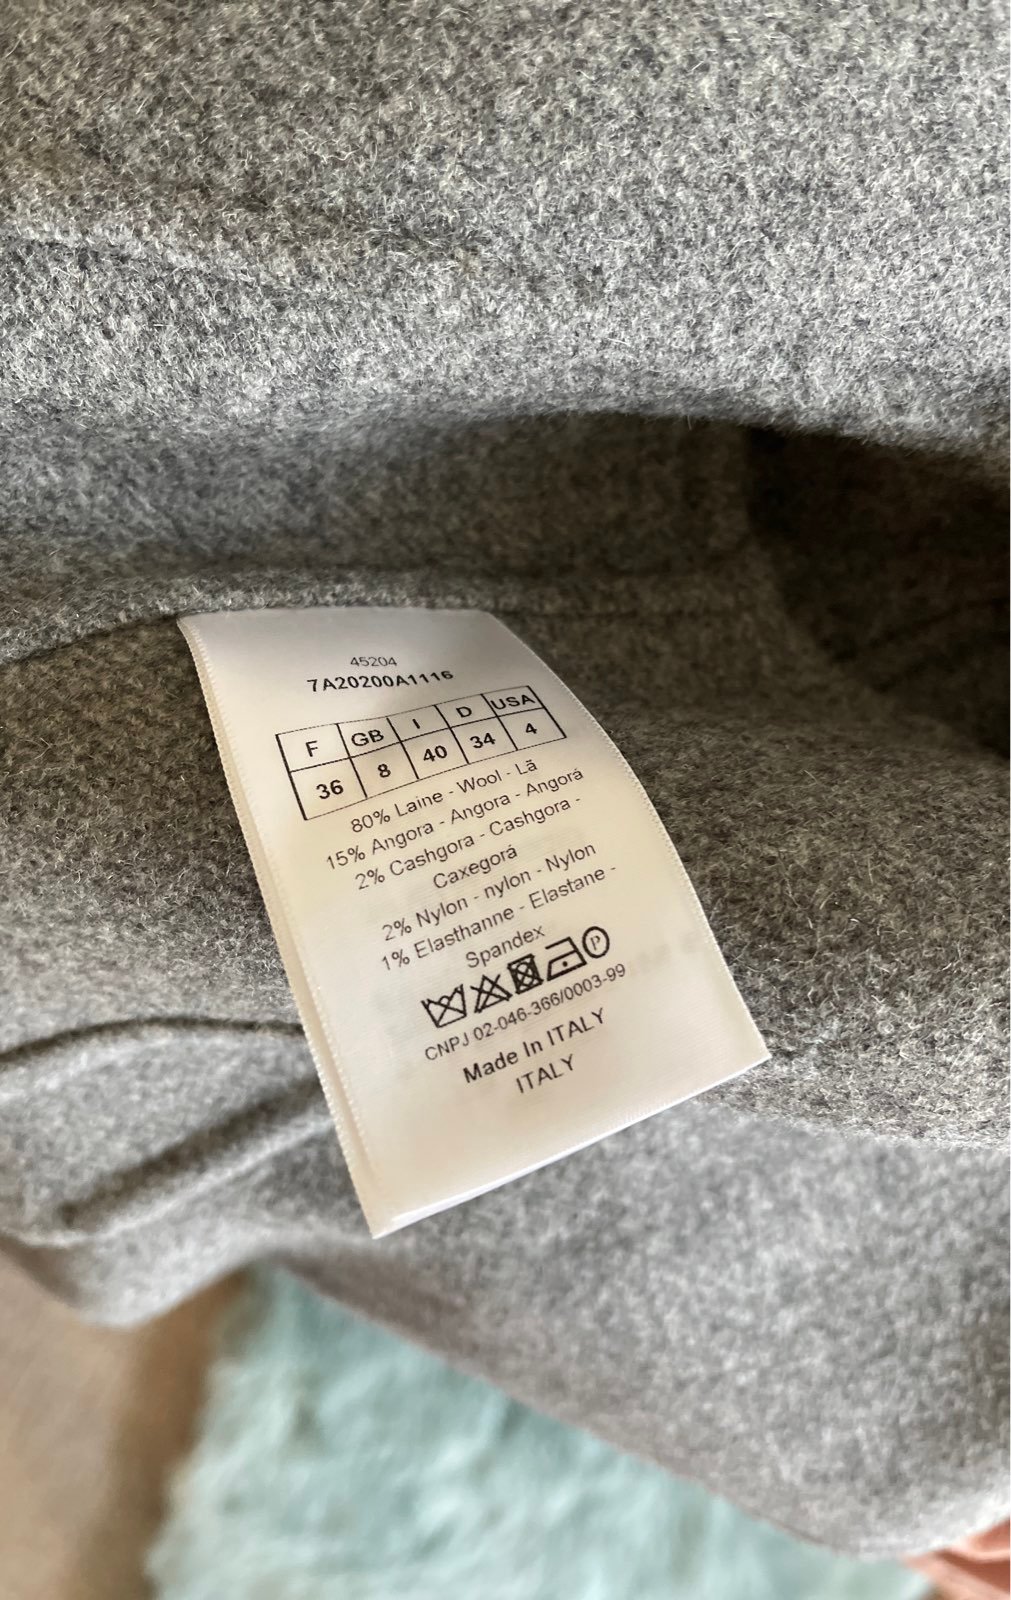 45204
7A20200A1116
F GB I D USA
36 8 40 34 4
80% Laine - Wool - Lã
15% Angora - Angora - Angorá
2% Cashgora - Cashgora -
Caxegorá
2% Nylon - nylon - Nylon
1% Elasthanne - Elastane -
Spandex
P
CNPJ 02-046-366/0003-99
Made In ITALY
ITALY